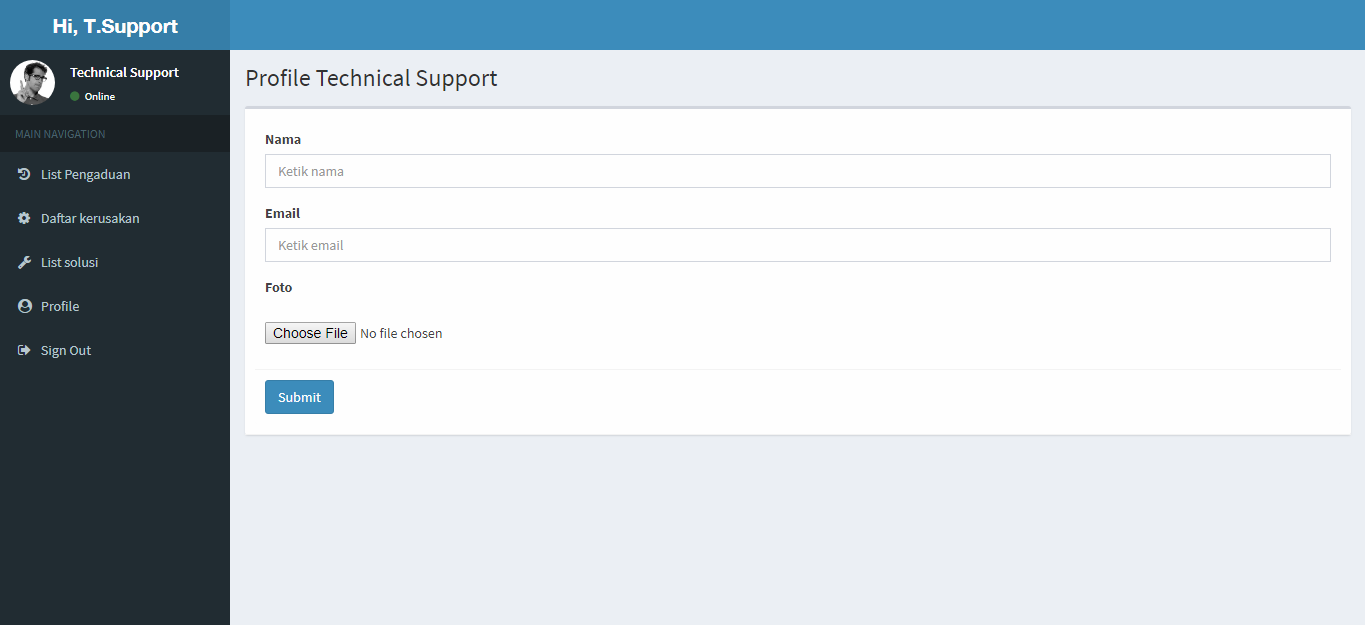 Hi, T.Support
Technical Support
Online
MAIN NAVIGATION
List Pengaduan
Daftar kerusakan
List solusi
Profile
Sign Out
Profile Technical Support
Nama
Ketik nama
Email
Ketik email
Foto
Choose File No file chosen
Submit